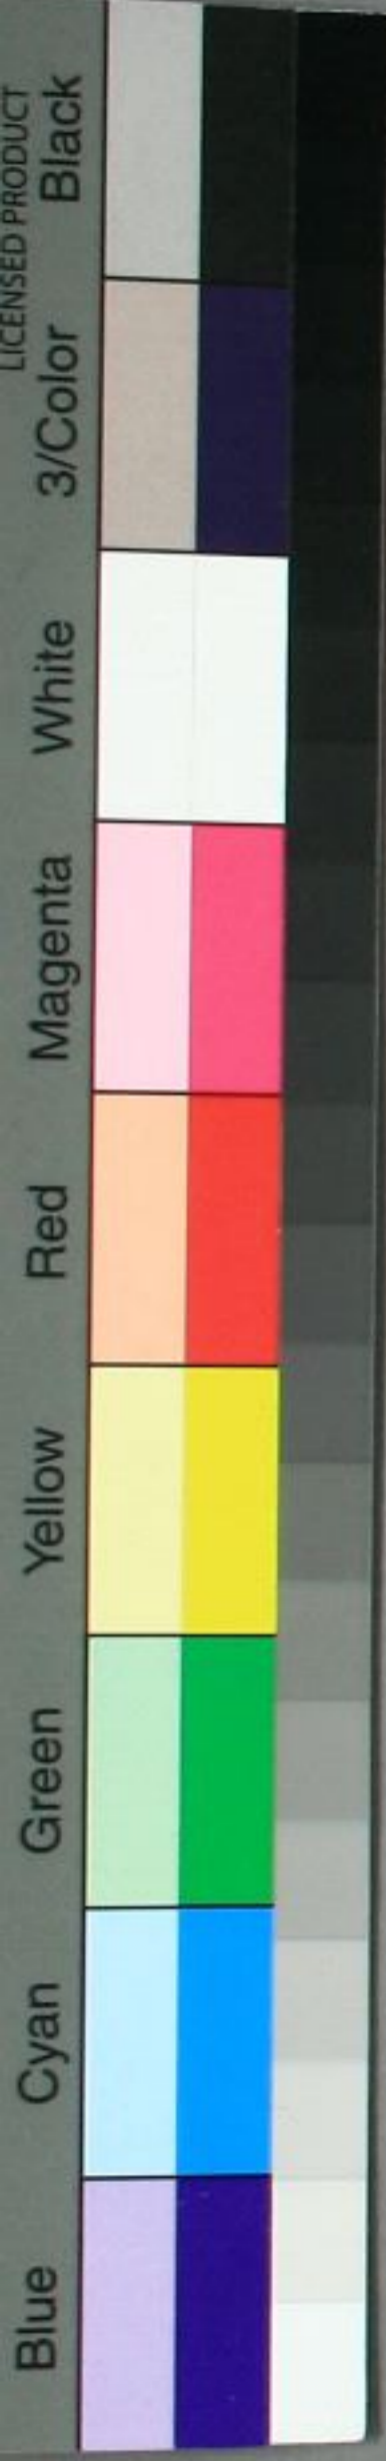 LICENSED PRODUCT
Blue
Cyan
Green
Yellow
Red
Magenta
White
3/Color
Black